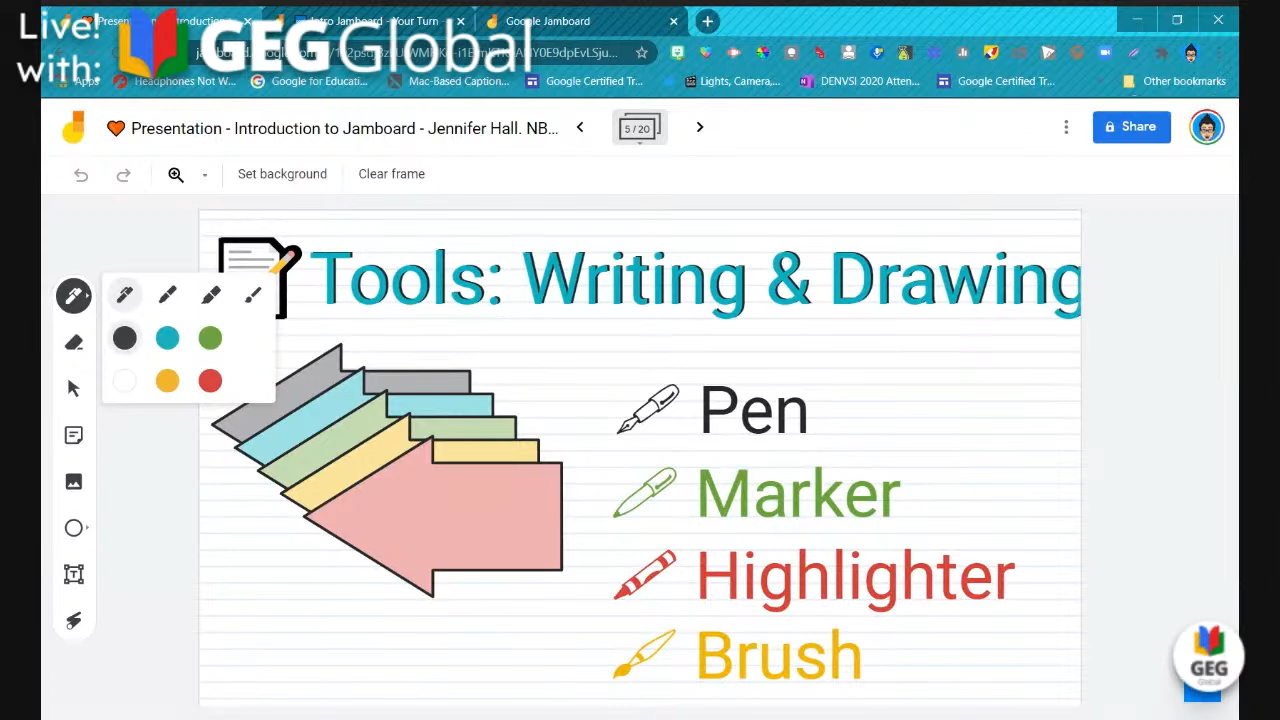 Live!
with:
GEG Global
Intro Jamboard - Your Turn
Google Jamboard
Apps
Headphones Not W...
Google for Educati...
Mac-Based Caption...
Google Certified Tr...
Lights, Camera,...
DENVSI 2020 Atten...
Google Certified Tr...
Other bookmarks
Presentation - Introduction to Jamboard - Jennifer Hall. NB...
5 / 20
Share
Set background
Clear frame
Tools: Writing & Drawing
Pen
Marker
Highlighter
Brush
GEG
Global